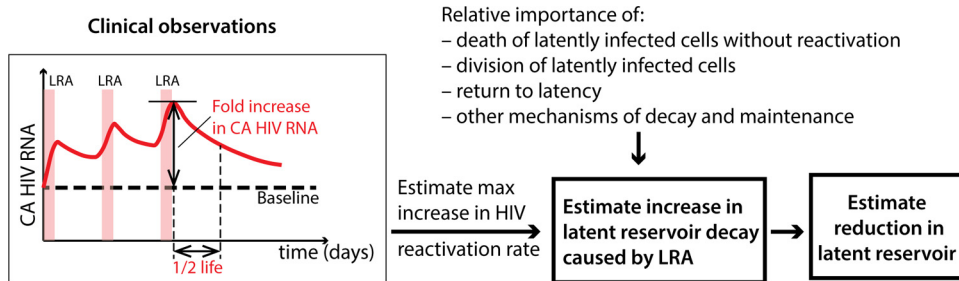 Clinical observations
LRA
LRA
LRA
Fold increase
in CA HIV RNA
CA HIV RNA
Baseline
time (days)
1/2 life
Relative importance of:
– death of latently infected cells without reactivation
– division of latently infected cells
– return to latency
– other mechanisms of decay and maintenance
Estimate max
increase in HIV
reactivation rate
Estimate increase in
latent reservoir decay
caused by LRA
Estimate
reduction in
latent reservoir